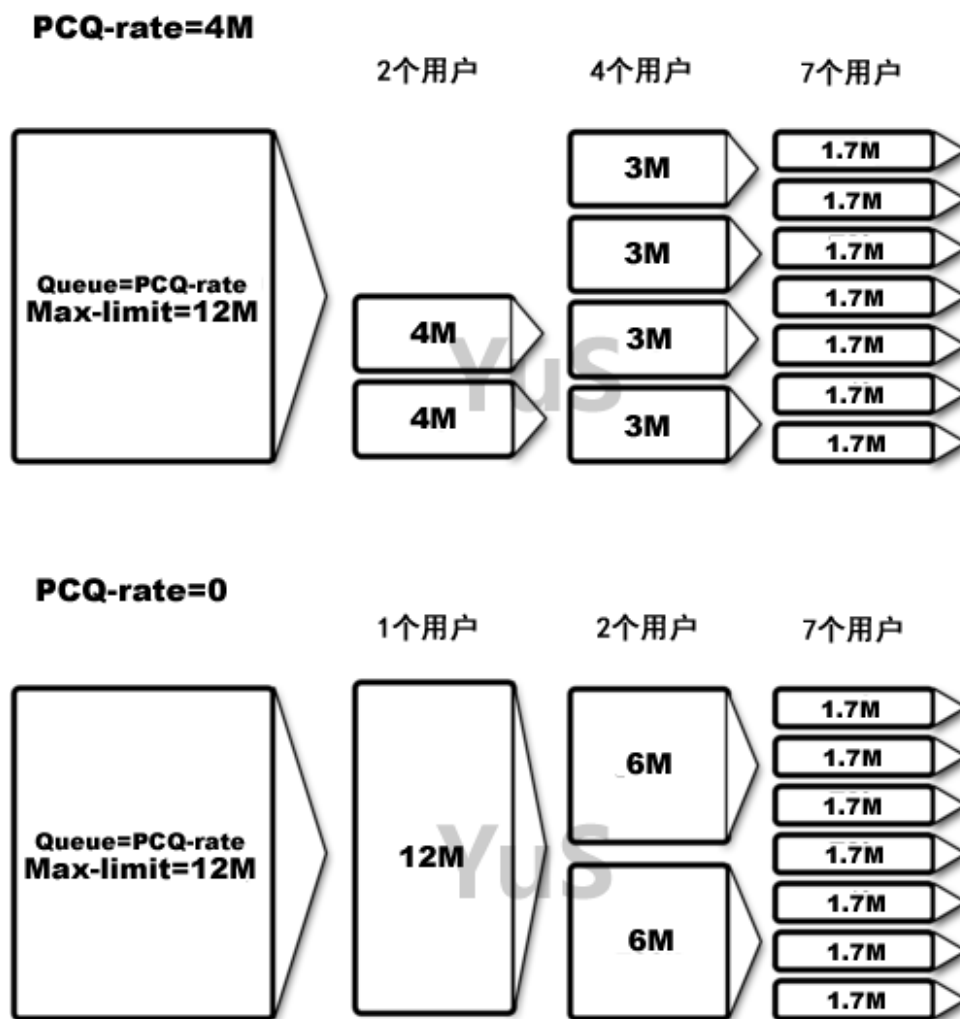 PCQ-rate=4M
2个用户 4个用户 7个用户
Queue=PCQ-rate
Max-limit=12M
4M
4M
3M
3M
3M
3M
1.7M
1.7M
1.7M
1.7M
1.7M
1.7M
1.7M
YuS
PCQ-rate=0
1个用户 2个用户 7个用户
Queue=PCQ-rate
Max-limit=12M
12M
6M
6M
1.7M
1.7M
1.7M
1.7M
1.7M
1.7M
1.7M
YuS